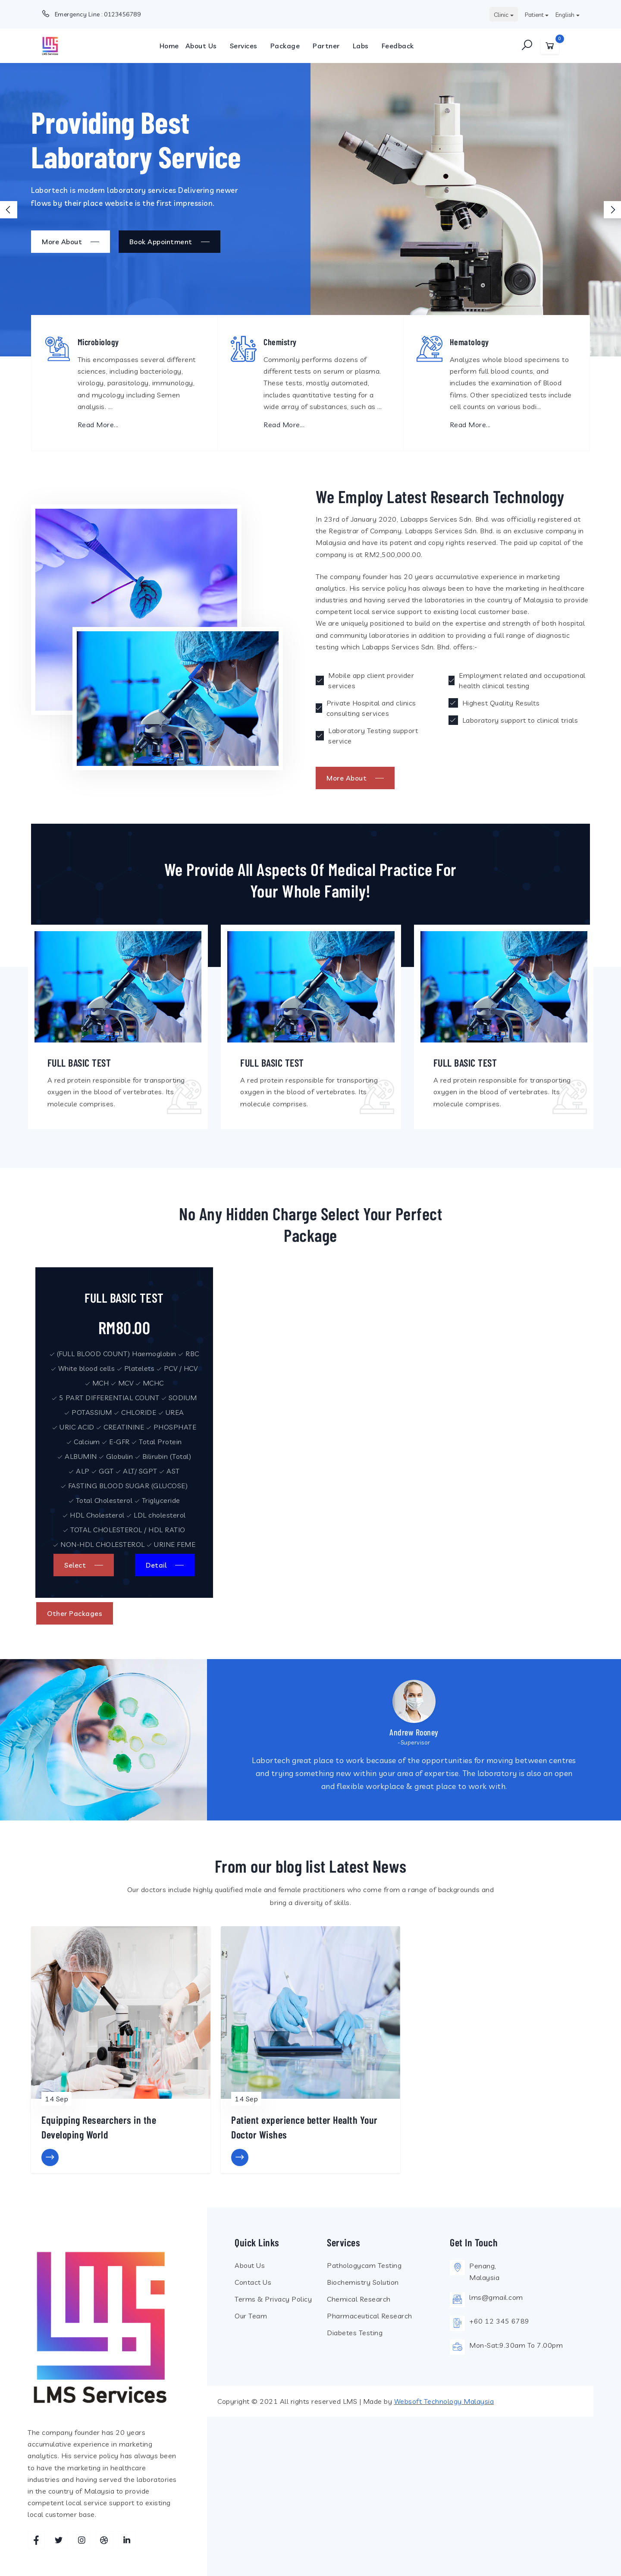 Emergency Line : 0123456789
Clinic
Patient
English
LMS Services
Home About Us Services Package Partner Labs Feedback
0
Providing Best
Laboratory Service
Labortech is modern laboratory services Delivering newer
flows by their place website is the first impression.
More About
Book Appointment
Microbiology
This encompasses several different
sciences, including bacteriology,
virology, parasitology, immunology,
and mycology including Semen
analysis. ...
Read More...
Chemistry
Commonly performs dozens of
different tests on serum or plasma.
These tests, mostly automated,
includes quantitative testing for a
wide array of substances, such as ...
Read More...
Hematology
Analyzes whole blood specimens to
perform full blood counts, and
includes the examination of Blood
films. Other specialized tests include
cell counts on various bodi...
Read More...
We Employ Latest Research Technology
In 23rd of January 2020, Labapps Services Sdn. Bhd. was officially registered at
the Registrar of Company. Labapps Services Sdn. Bhd. is an exclusive company in
Malaysia and have its patent and copy rights reserved. The paid up capital of the
company is at RM2,500,000.00.
The company founder has 20 years accumulative experience in marketing
analytics. His service policy has always been to have the marketing in healthcare
industries and having served the laboratories in the country of Malaysia to provide
competent local service support to existing local customer base.
We are uniquely positioned to build on the expertise and strength of both hospital
and community laboratories in addition to providing a full range of diagnostic
testing which Labapps Services Sdn. Bhd. offers:-
Mobile app client provider
services
Private Hospital and clinics
consulting services
Laboratory Testing support
service
Employment related and occupational
health clinical testing
Highest Quality Results
Laboratory support to clinical trials
More About
We Provide All Aspects Of Medical Practice For
Your Whole Family!
FULL BASIC TEST
A red protein responsible for transporting
oxygen in the blood of vertebrates. Its
molecule comprises.
FULL BASIC TEST
A red protein responsible for transporting
oxygen in the blood of vertebrates. Its
molecule comprises.
FULL BASIC TEST
A red protein responsible for transporting
oxygen in the blood of vertebrates. Its
molecule comprises.
No Any Hidden Charge Select Your Perfect
Package
FULL BASIC TEST
RM80.00
✓ (FULL BLOOD COUNT) Haemoglobin ✓ RBC
✓ White blood cells ✓ Platelets ✓ PCV / HCV
✓ MCH ✓ MCV ✓ MCHC
✓ 5 PART DIFFERENTIAL COUNT ✓ SODIUM
✓ POTASSIUM ✓ CHLORIDE ✓ UREA
✓ URIC ACID ✓ CREATININE ✓ PHOSPHATE
✓ Calcium ✓ E-GFR ✓ Total Protein
✓ ALBUMIN ✓ Globulin ✓ Bilirubin (Total)
✓ ALP ✓ GGT ✓ ALT/ SGPT ✓ AST
✓ FASTING BLOOD SUGAR (GLUCOSE)
✓ Total Cholesterol ✓ Triglyceride
✓ HDL Cholesterol ✓ LDL cholesterol
✓ TOTAL CHOLESTEROL / HDL RATIO
✓ NON-HDL CHOLESTEROL ✓ URINE FEME
Select
Detail
Other Packages
Andrew Rooney
-Supervisor
Labortech great place to work because of the opportunities for moving between centres
and trying something new within your area of expertise. The laboratory is also an open
and flexible workplace & great place to work with.
From our blog list Latest News
Our doctors include highly qualified male and female practitioners who come from a range of backgrounds and
bring a diversity of skills.
14 Sep
Equipping Researchers in the
Developing World
14 Sep
Patient experience better Health Your
Doctor Wishes
LMS Services
The company founder has 20 years
accumulative experience in marketing
analytics. His service policy has always been
to have the marketing in healthcare
industries and having served the laboratories
in the country of Malaysia to provide
competent local service support to existing
local customer base.
Quick Links
About Us
Contact Us
Terms & Privacy Policy
Our Team
Services
Pathologycam Testing
Biochemistry Solution
Chemical Research
Pharmaceutical Research
Diabetes Testing
Get In Touch
Penang,
Malaysia
lms@gmail.com
+60 12 345 6789
Mon-Sat:9.30am To 7.00pm
Copyright © 2021 All rights reserved LMS | Made by Websoft Technology Malaysia